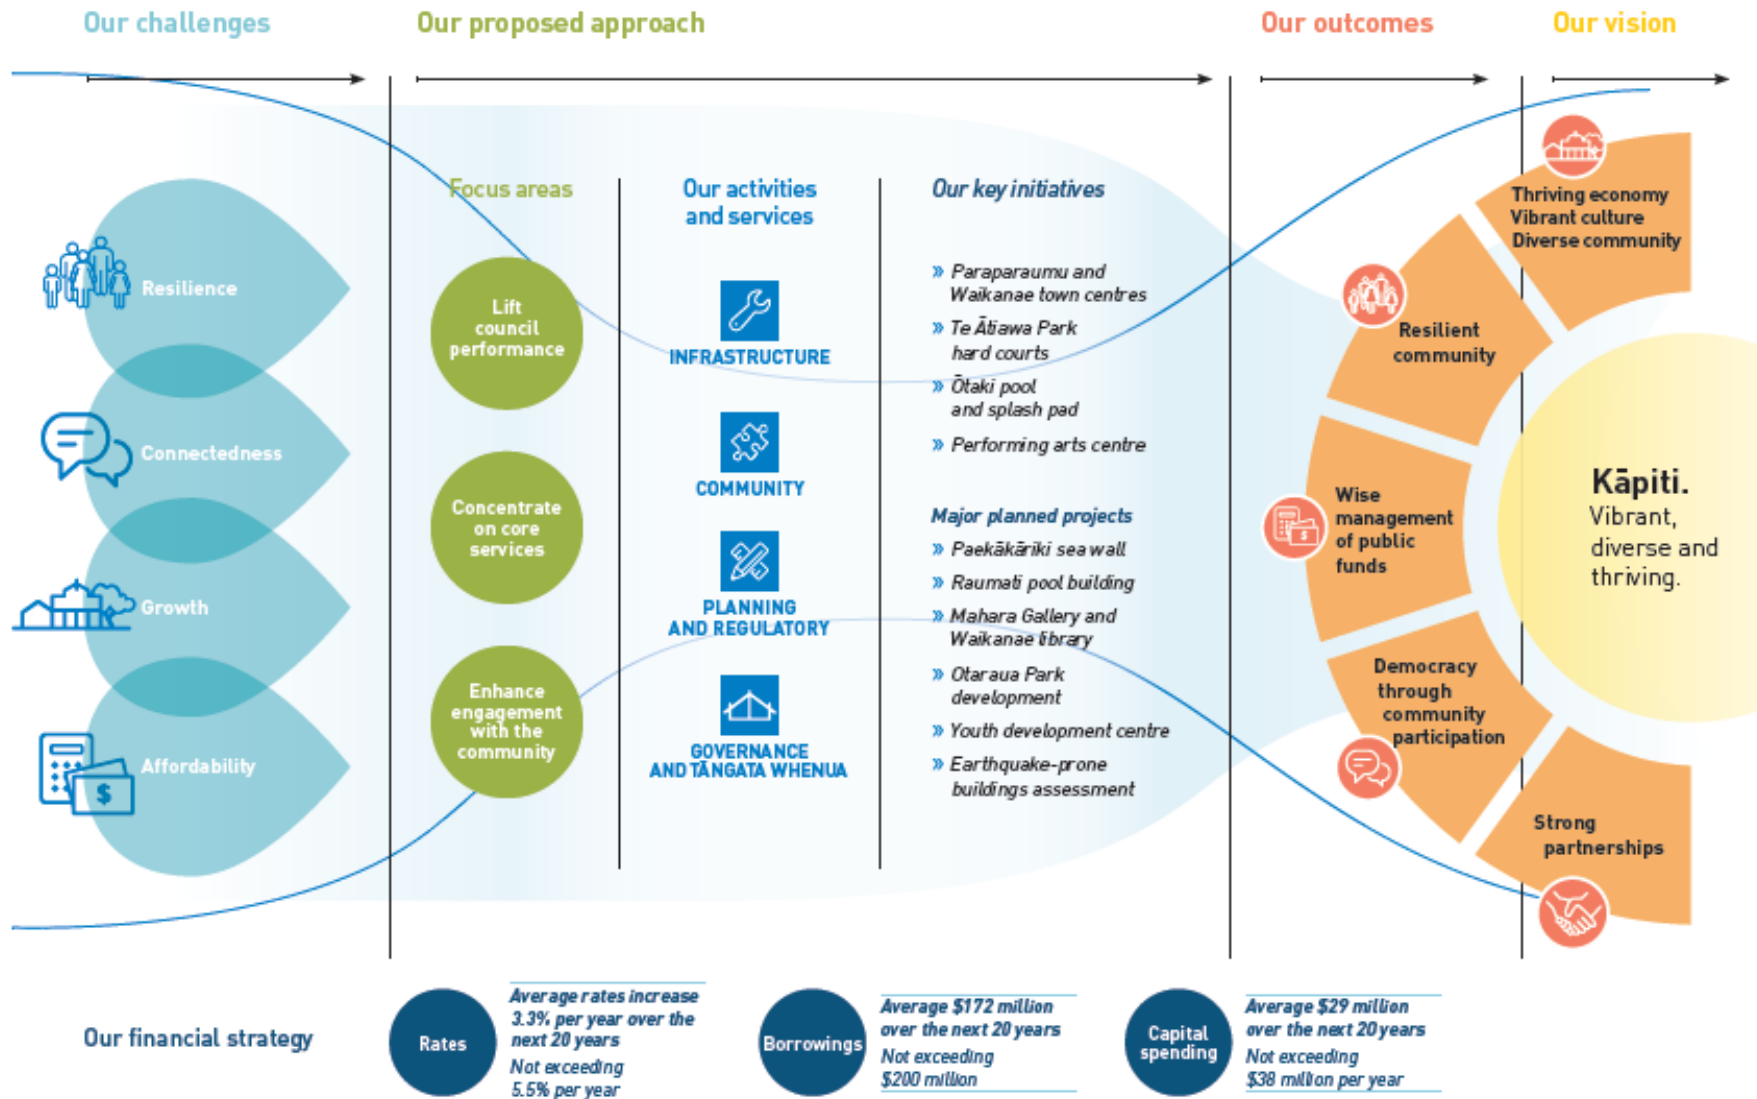 Our challenges
Our proposed approach
Our outcomes
Our vision
Resilience
Connectedness
Growth
Affordability
$
Focus areas
Lift
council
performance
Concentrate
on core
services
Enhance
engagement
with the
community
Our activities
and services
INFRASTRUCTURE
COMMUNITY
PLANNING
AND REGULATORY
GOVERNANCE
AND TĀNGATA WHENUA
Our key initiatives
» Paraparaumu and
Waikanae town centres
» Te Ātiawa Park
hard courts
» Ōtaki pool
and splash pad
» Performing arts centre
Major planned projects
» Paekākāriki sea wall
» Raumati pool building
» Mahara Gallery and
Waikanae library
» Otaraua Park
development
» Youth development centre
» Earthquake-prone
buildings assessment
Thriving economy
Vibrant culture
Diverse community
Resilient
community
Wise
management
of public
funds
$
Democracy
through
community
participation
Strong
partnerships
Kāpiti.
Vibrant,
diverse and
thriving.
Our financial strategy
Rates
Average rates increase
3.3% per year over the
next 20 years
Not exceeding
5.5% per year
Borrowings
Average $172 million
over the next 20 years
Not exceeding
$200 million
Capital
spending
Average $29 million
over the next 20 years
Not exceeding
$38 million per year